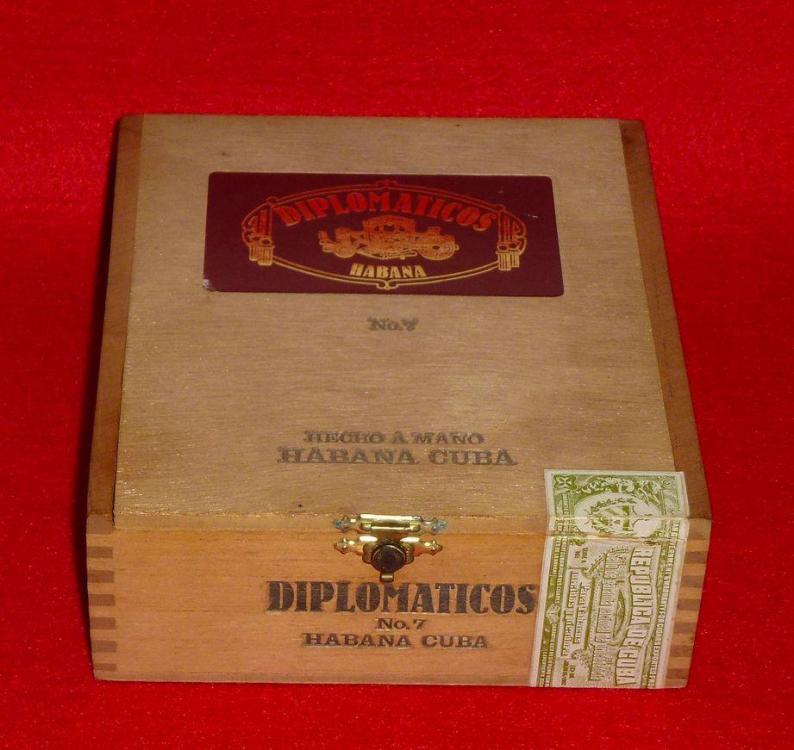 DIPLOMATICOS
HABANA
No.7
HECHO A MANO
HABANA CUBA
DIPLOMATICOS
No.7
HABANA CUBA
REPUBLICA DE CUBA